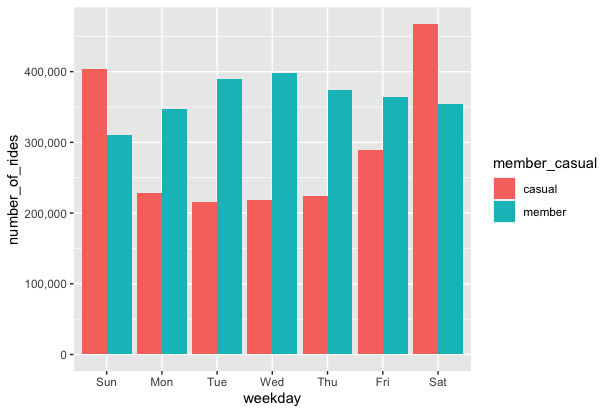 400,000
300,000
200,000
100,000
0
number_of_rides
Sun Mon Tue Wed Thu Fri Sat
weekday
member_casual
casual
member